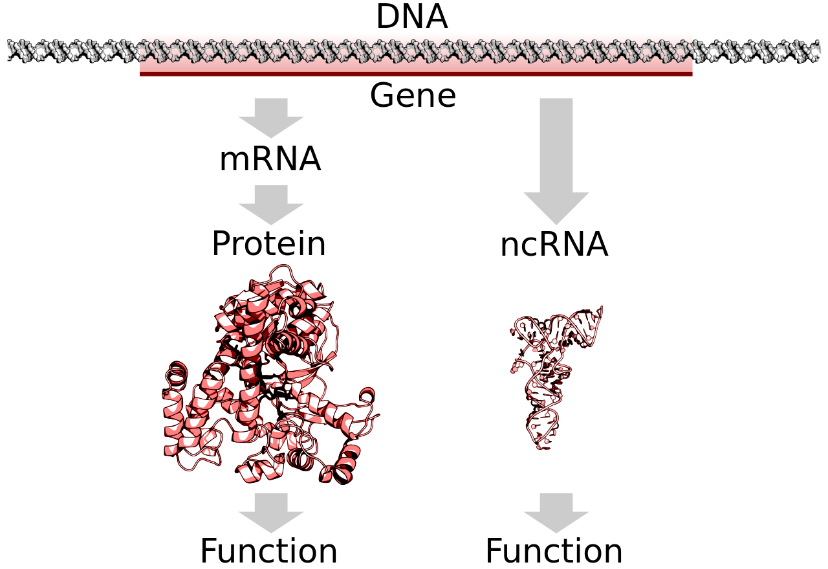 DNA
Gene
mRNA
Protein
ncRNA
Function
Function